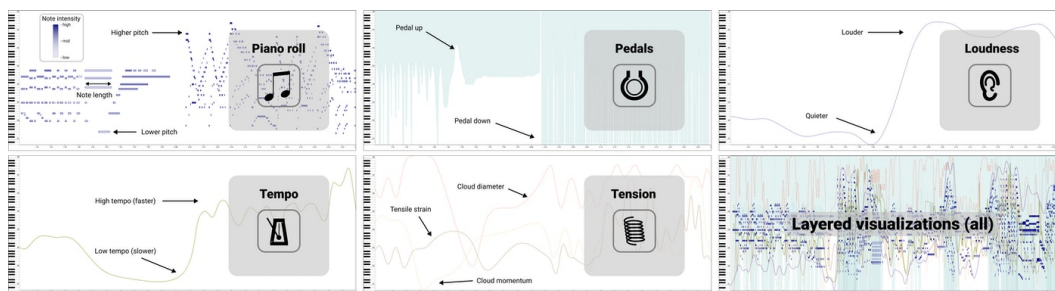 Note intensity
-high
-mid
-low
Higher pitch
Piano roll
Note length
Lower pitch
Pedal up
Pedals
Pedal down
Louder
Loudness
Quieter
Tempo
High tempo (faster)
Low tempo (slower)
Cloud diameter
Tension
Tensile strain
Cloud momentum
Layered visualizations (all)